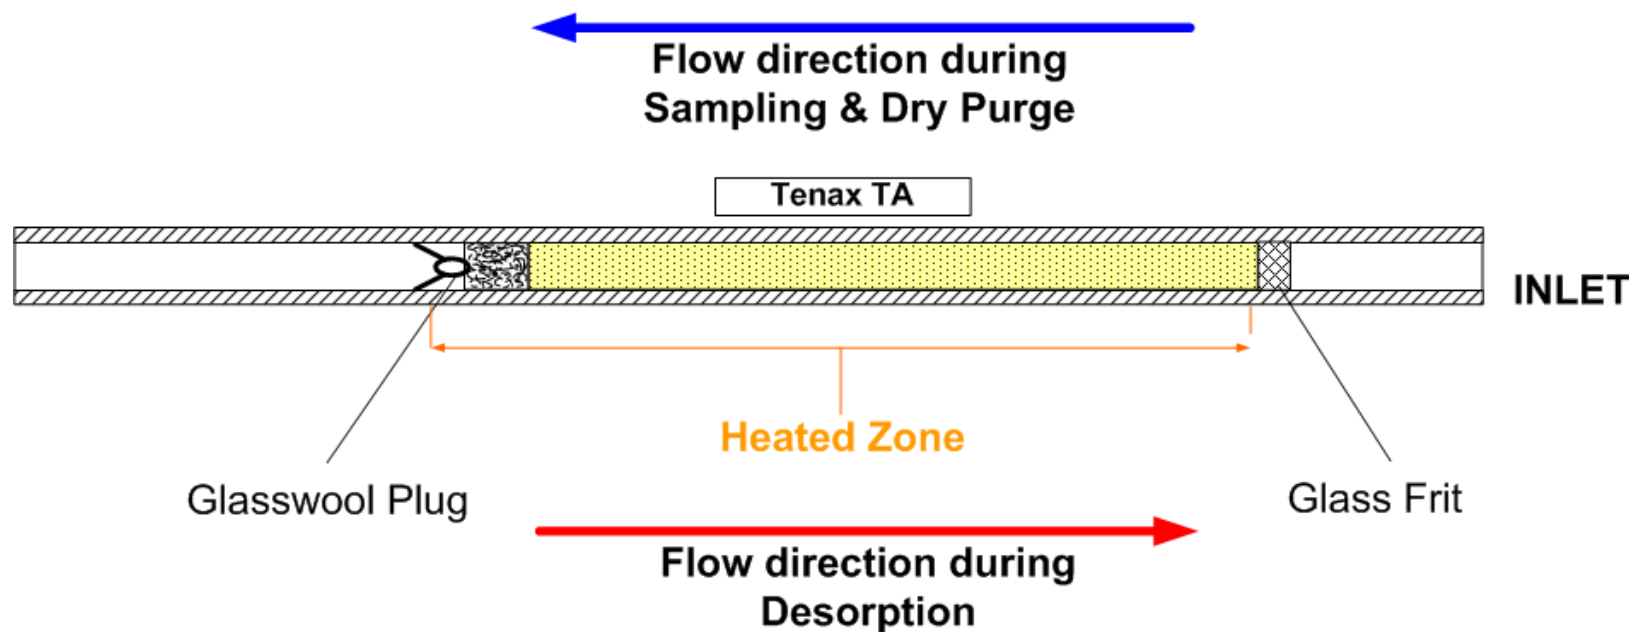 Flow direction during
Sampling & Dry Purge
Tenax TA
INLET
Heated Zone
Glasswool Plug
Glass Frit
Flow direction during
Desorption